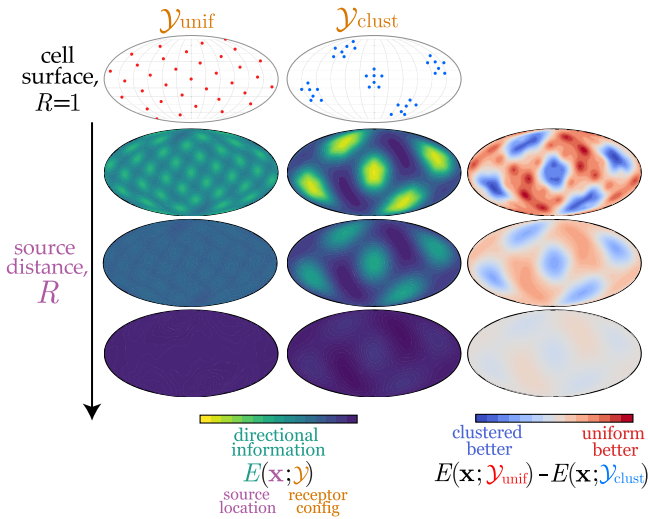 𝒴unif
𝒴clust
cell
surface,
R=1
source
distance,
R
directional
information
E(x;𝒴)
source
location
receptor
config
clustered
better
uniform
better
E(x;𝒴unif) − E(x;𝒴clust)